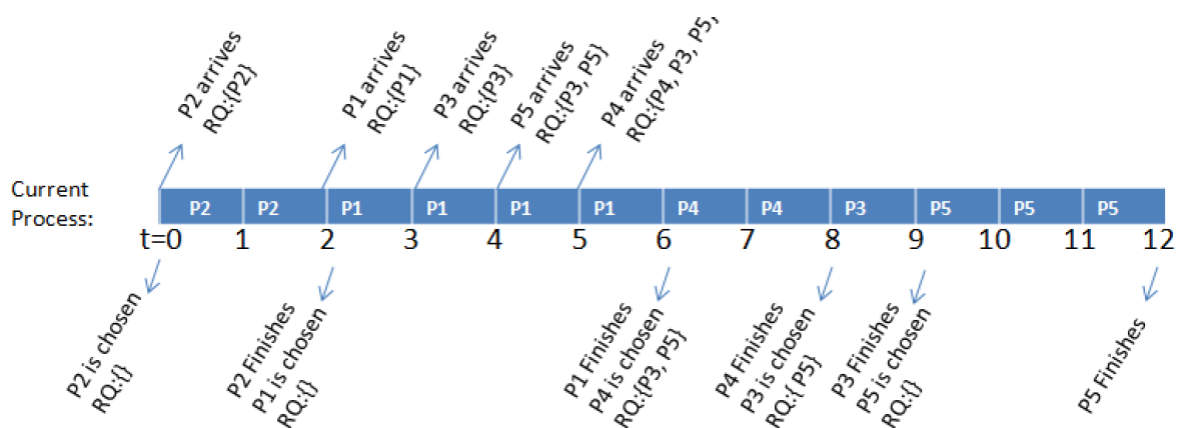 P2 arrives
RQ:{P2}
P1 arrives
RQ:{P1}
P3 arrives
RQ:{P3}
P5 arrives
RQ:{P3, P5}
P4 arrives
RQ:{P4, P3, P5,
Current
Process:
P2 P2 P1 P1 P1 P1 P4 P4 P3 P5 P5 P5
t=0 1 2 3 4 5 6 7 8 9 10 11 12
P2 is chosen
RQ:{}
P2 Finishes
P1 is chosen
RQ:{}
P1 Finishes
P4 is chosen
RQ:{P3, P5}
P4 Finishes
P3 is chosen
RQ:{ P5}
P3 Finishes
P5 is chosen
RQ:{}
P5 Finishes